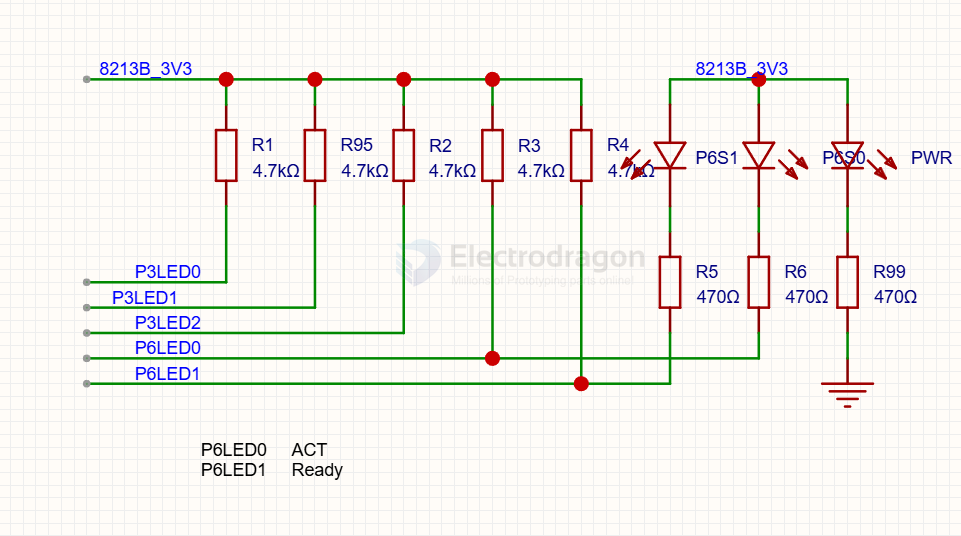 8213B_3V3
8213B_3V3
R1
4.7kΩ
R95
4.7kΩ
R2
4.7kΩ
R3
4.7kΩ
R4
4.7kΩ
P6S1
P6S0
PWR
Electrodragon
R5
470Ω
R6
470Ω
R99
470Ω
P3LED0
P3LED1
P3LED2
P6LED0
P6LED1
P6LED0 ACT
P6LED1 Ready